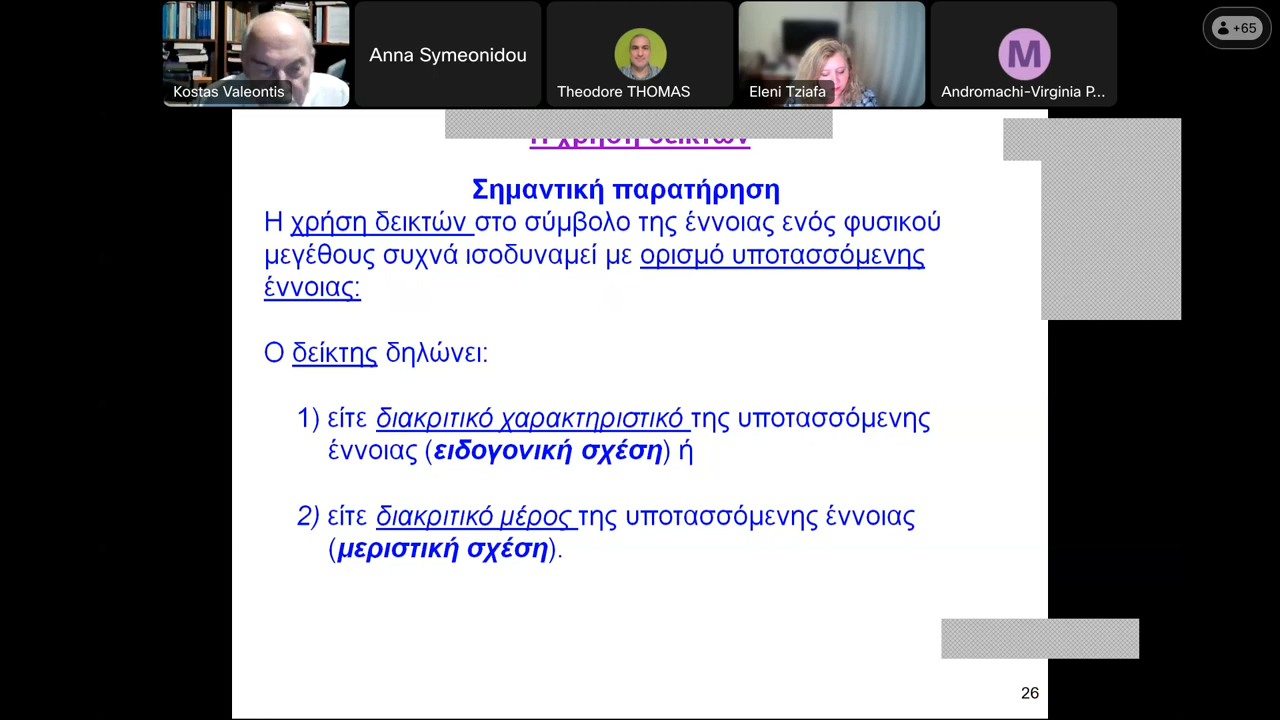 +65
Anna Symeonidou
Kostas Valeontis
Theodore THOMAS
Eleni Tziafa
M
Andromachi-Virginia P...
Η χρήση δεικτών
Σημαντική παρατήρηση
Η χρήση δεικτών στο σύμβολο της έννοιας ενός φυσικού
μεγέθους συχνά ισοδυναμεί με ορισμό υποτασσόμενης
έννοιας:
Ο δείκτης δηλώνει:
1) είτε διακριτικό χαρακτηριστικό της υποτασσόμενης
έννοιας (ειδογονική σχέση) ή
2) είτε διακριτικό μέρος της υποτασσόμενης έννοιας
(μεριστική σχέση).
26